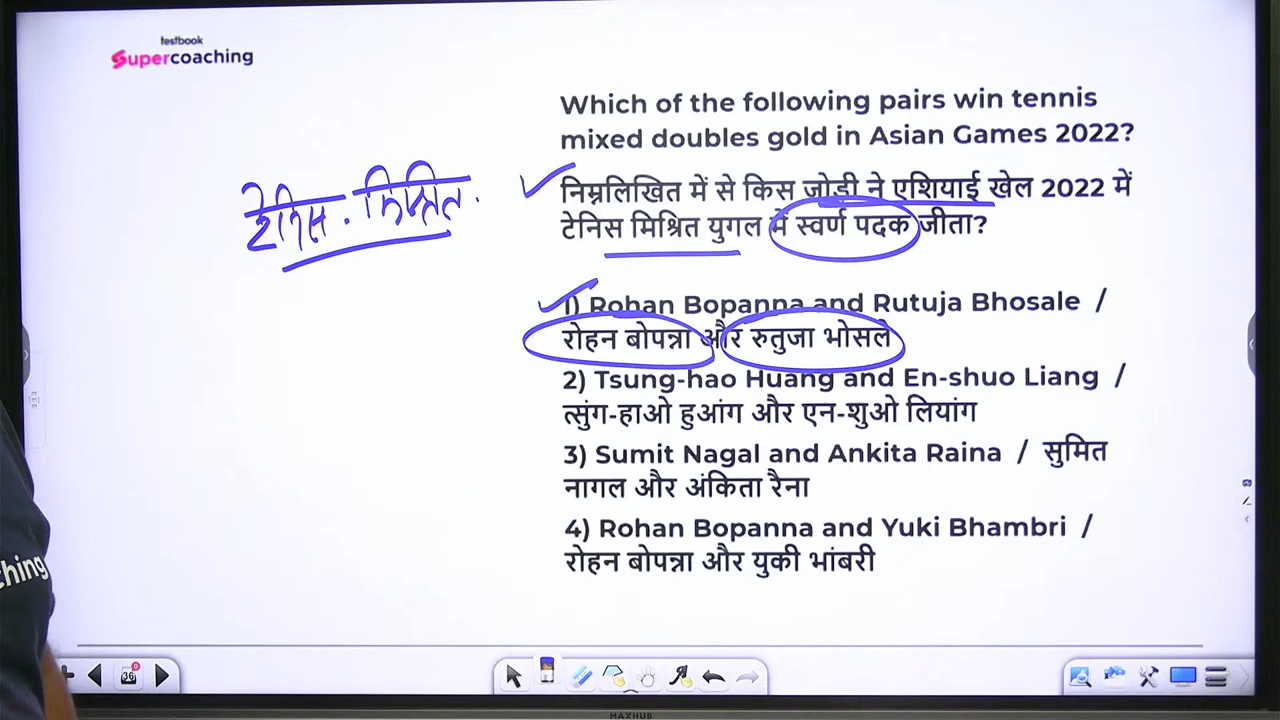 testbook
Supercoaching
Which of the following pairs win tennis
mixed doubles gold in Asian Games 2022?
टेनिस . मिश्रित .
निम्नलिखित में से किस जोड़ी ने एशियाई खेल 2022 में
टेनिस मिश्रित युगल में स्वर्ण पदक जीता?
1) Rohan Bopanna and Rutuja Bhosale /
रोहन बोपन्ना और रुतुजा भोसले
2) Tsung-hao Huang and En-shuo Liang /
त्सुंग-हाओ हुआंग और एन-शुओ लियांग
3) Sumit Nagal and Ankita Raina / सुमित
नागल और अंकिता रैना
4) Rohan Bopanna and Yuki Bhambri /
रोहन बोपन्ना और युकी भांबरी
ching
36
MAXHUB